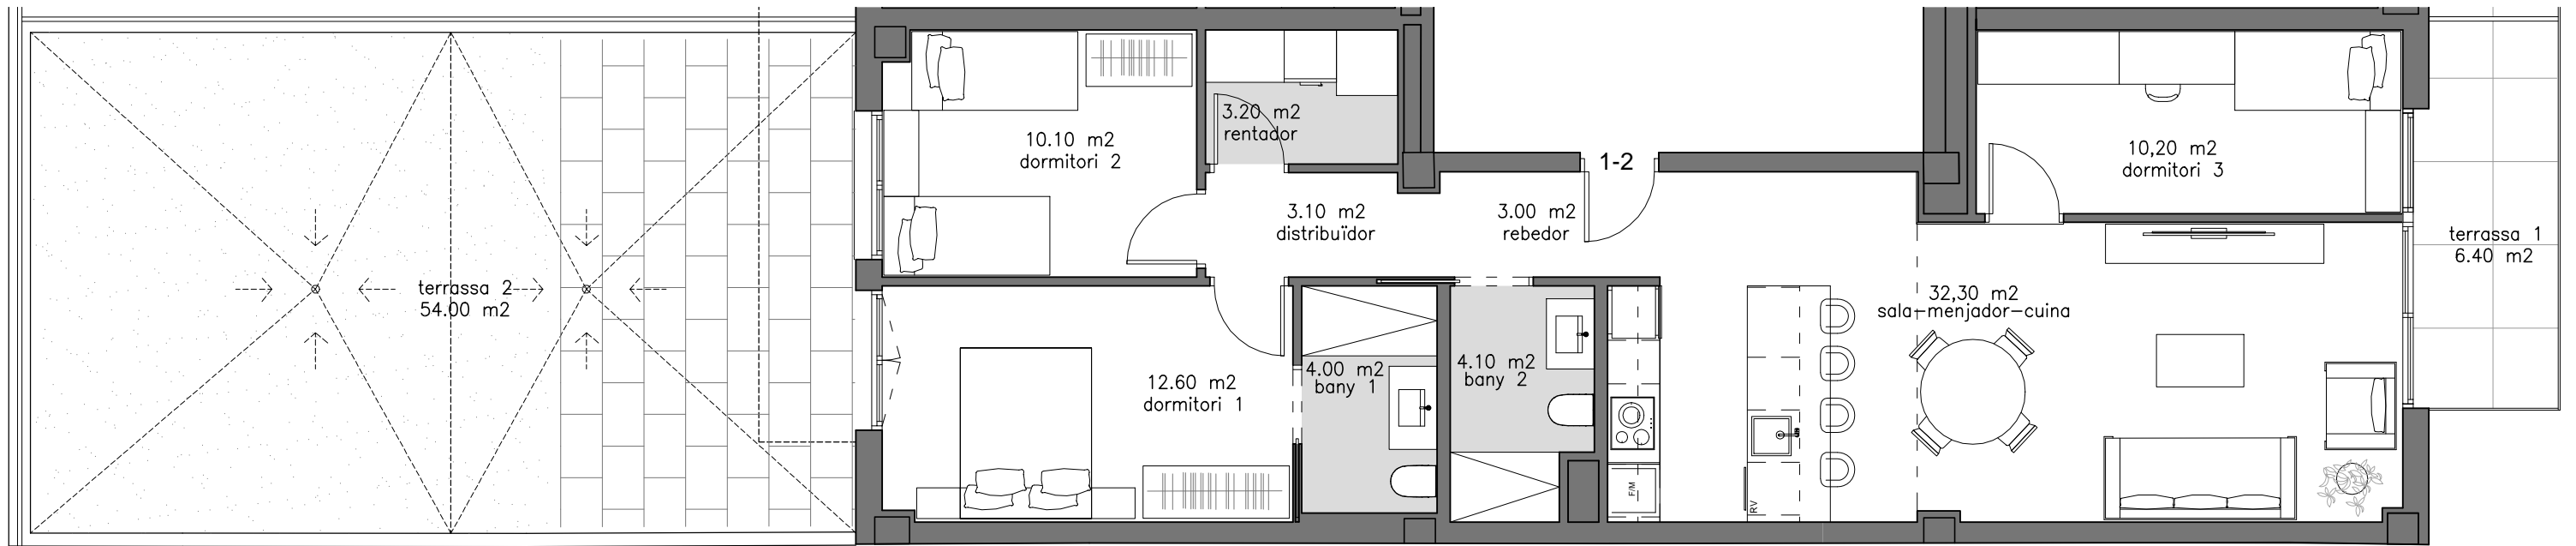 terrassa 2
54.00 m2
10.10 m2
dormitori 2
3.20 m2
rentador
12.60 m2
dormitori 1
3.10 m2
distribuïdor
4.00 m2
bany 1
4.10 m2
bany 2
3.00 m2
rebedor
1-2
F/M
RV
32,30 m2
sala-menjador-cuina
10,20 m2
dormitori 3
terrassa 1
6.40 m2